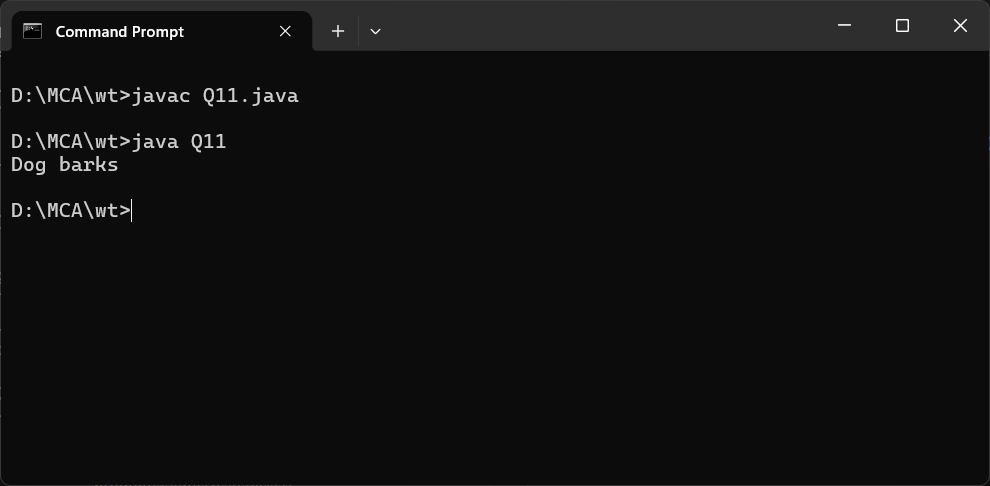 Command Prompt
D:\MCA\wt>javac Q11.java
D:\MCA\wt>java Q11
Dog barks
D:\MCA\wt>